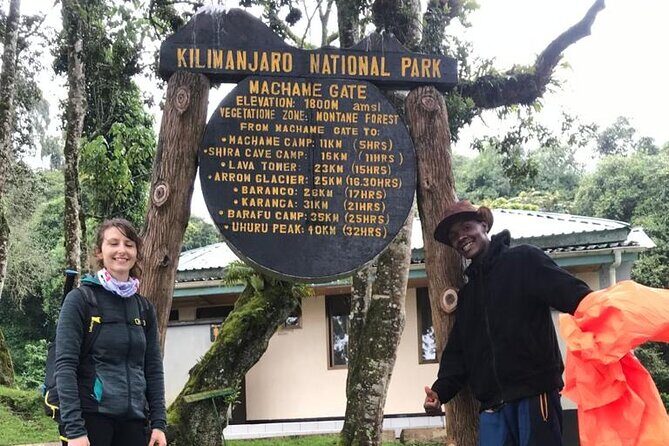 KILIMANJARO NATIONAL PARK
MACHAME GATE
ELEVATION: 1800M amsl
VEGETATIONE ZONE: MONTANE FOREST
FROM MACHAME GATE TO:
• MACHAME CAMP: 11KM (5HRS)
• SHIRA CAVE CAMP: 16KM (11HRS)
• LAVA TOWER: 23KM (15HRS)
• ARROW GLACIER: 25KM (16.30HRS)
• BARANCO: 26KM (17HRS)
• KARANGA: 31KM (21HRS)
• BARAFU CAMP: 35KM (25HRS)
• UHURU PEAK: 40KM (32HRS)